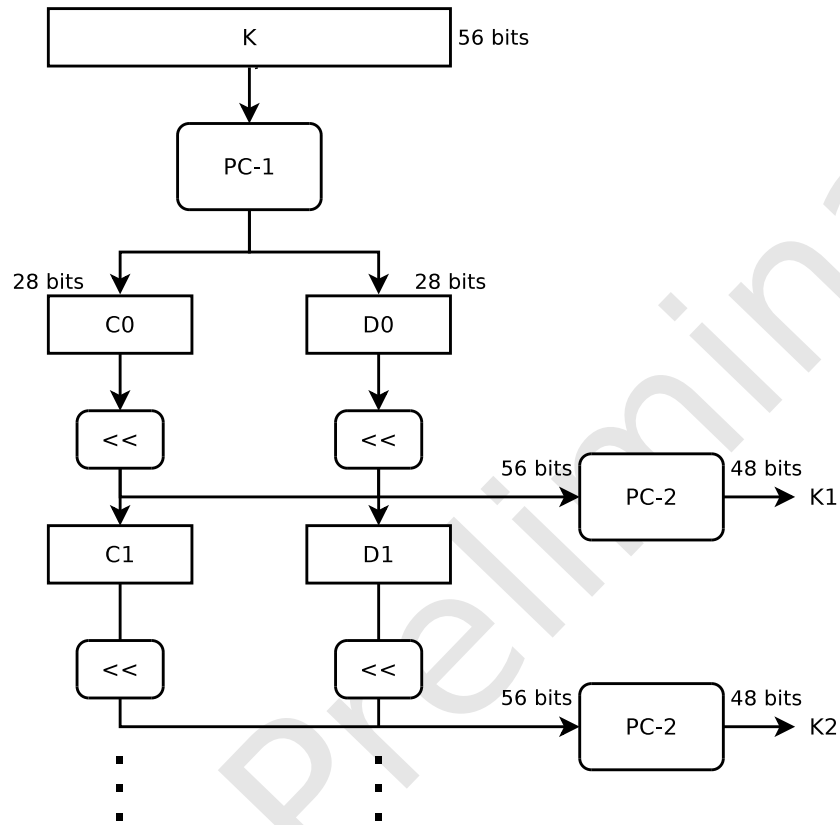 K 56 bits
PC-1
28 bits 28 bits
C0 D0
<< <<
56 bits PC-2 48 bits K1
C1 D1
<< <<
56 bits PC-2 48 bits K2
Prelimina